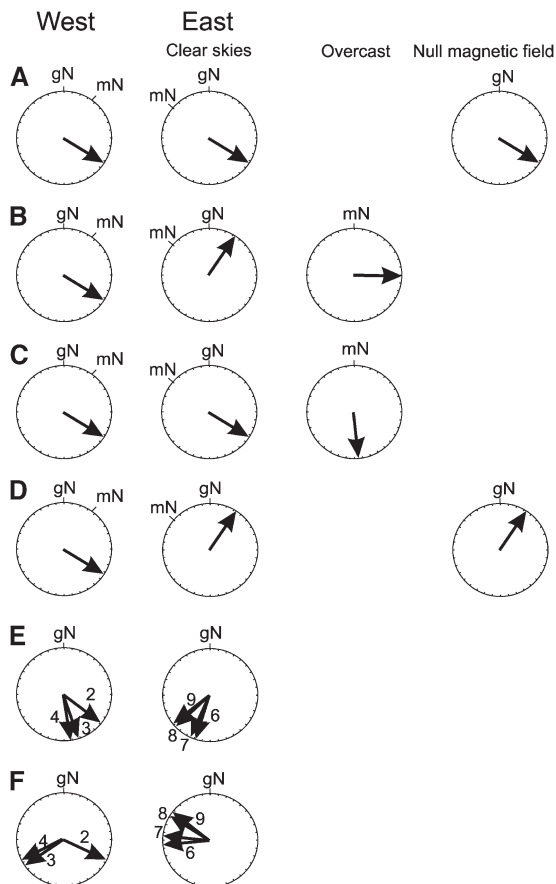 West East
Clear skies Overcast Null magnetic field
A gN mN mN gN gN
B gN mN mN gN mN
C gN mN mN gN mN
D gN mN mN gN gN
E gN gN
2 9
4 6
3 8
7
F gN gN
8 9
4 2 7
3 6